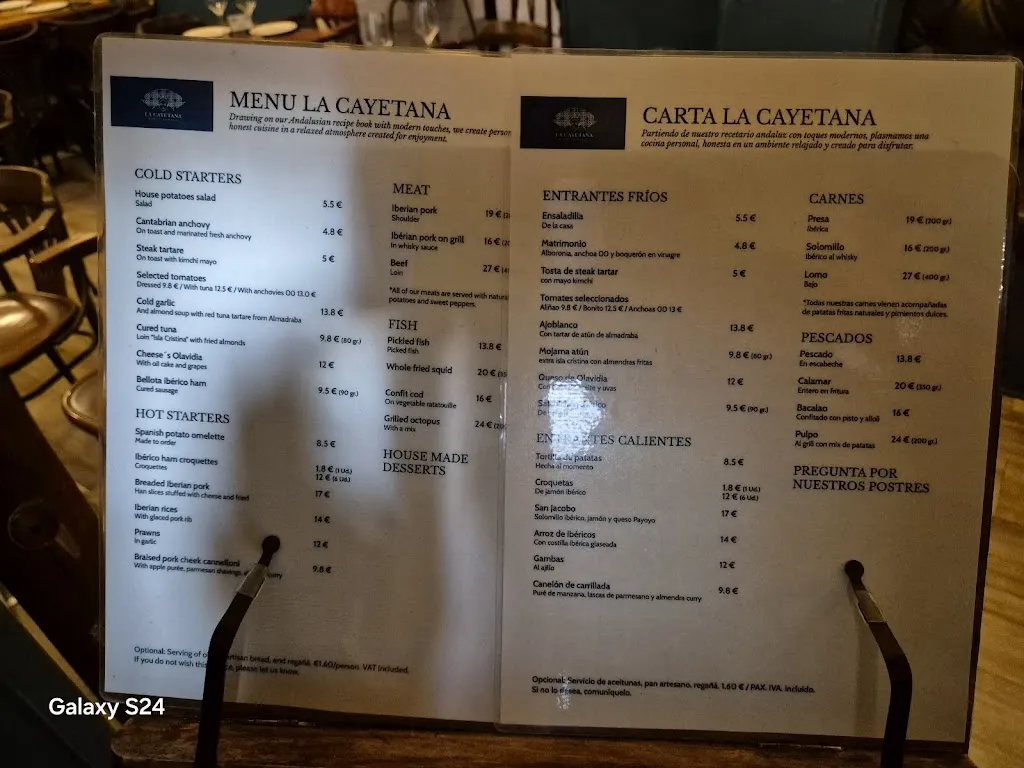 LA CAYETANA
MENU LA CAYETANA
Drawing on our Andalusian recipe book with modern touches, we create
honest cuisine in a relaxed atmosphere created for enjoyment.
COLD STARTERS
House potatoes salad
Salad
5.5 €
Cantabrian anchovy
On toast and marinated fresh anchovy
4.8 €
Steak tartare
On toast with kimchi mayo
5 €
Selected tomatoes
Dressed 9.8 € / With tuna 12.5 € / With anchovies 00 13.0 €
Cold garlic
And almond soup with red tuna tartare from Almadraba
13.8 €
Cured tuna
Loin "Isla Cristina" with fried almonds
9.8 € (80 gr.)
Cheese´s Olavidia
With oil cake and grapes
12 €
Bellota ibérico ham
Cured sausage
9.5 € (90 gr.)
HOT STARTERS
Spanish potato omelette
Made to order
8.5 €
Ibérico ham croquettes
Croquettes
1.8 € (1 Ud.)
12 € (6 Ud.)
Breaded Iberian pork
Han slices stuffed with cheese and fried
17 €
Iberian rices
With glaced pork rib
14 €
Prawns
In garlic
12 €
Braised pork cheek cannelloni
With apple purée, parmesan shavings, curry
9.8 €
MEAT
Iberian pork
Shoulder
19 €
Ibérian pork on grill
In whisky sauce
16 €
Beef
Loin
27 €
*All of our meats are served with
potatoes and sweet peppers.
FISH
Pickled fish
Picked fish
13.8 €
Whole fried squid
20 €
Confit cod
On vegetable ratatouille
16 €
Grilled octopus
With a mix
24 €
HOUSE MADE
DESSERTS
Optional: Serving of artisan bread, and regañá, €1.60/person. VAT included.
If you do not wish please let us know.
LA CAYETANA
CARTA LA CAYETANA
Partiendo de nuestro recetario andaluz con toques modernos, plasmamos una
cocina personal, honesta en un ambiente relajado y creado para disfrutar.
ENTRANTES FRÍOS
Ensaladilla
De la casa
5.5 €
Matrimonio
Alboronia, anchoa 00 y boquerón en vinagre
4.8 €
Tosta de steak tartar
con mayo kimchi
5 €
Tomates seleccionados
Aliñao 9.8 € / Bonito 12.5 € / Anchoas 00 13 €
Ajoblanco
Con tartar de atún de almadraba
13.8 €
Mojama atún
extra isla cristina con almendras fritas
9.8 € (80 gr.)
Queso de Olavidia
y uvas
12 €
9.5 € (90 gr.)
ENTRANTES CALIENTES
Tortilla de patatas
Hecha al momento
8.5 €
Croquetas
De jamón ibérico
1.8 € (1 Ud.)
12 € (6 Ud.)
San Jacobo
Solomillo ibérico, jamón y queso Payoyo
17 €
Arroz de Ibéricos
Con costilla ibérica glaseada
14 €
Gambas
Al ajillo
12 €
Canelón de carrillada
Puré de manzana, lascas de parmesano y almendra curry
9.8 €
CARNES
Presa
Ibérica
19 € (200 gr.)
Solomillo
Ibérico al whisky
16 € (200 gr.)
Lomo
Bajo
27 € (400 gr.)
*Todas nuestras carnes vienen acompañadas
de patatas fritas naturales y pimientos dulces.
PESCADOS
Pescado
En escabeche
13.8 €
Calamar
Entero en fritura
20 € (350 gr.)
Bacalao
Confitado con pisto y alioli
16 €
Pulpo
Al grill con mix de patatas
24 € (200 gr.)
PREGUNTA POR
NUESTROS POSTRES
Opcional: Servicio de aceitunas, pan artesano, regañá. 1.60 € / PAX. IVA. Incluido.
Si no lo desea, comuníquelo.
Galaxy S24